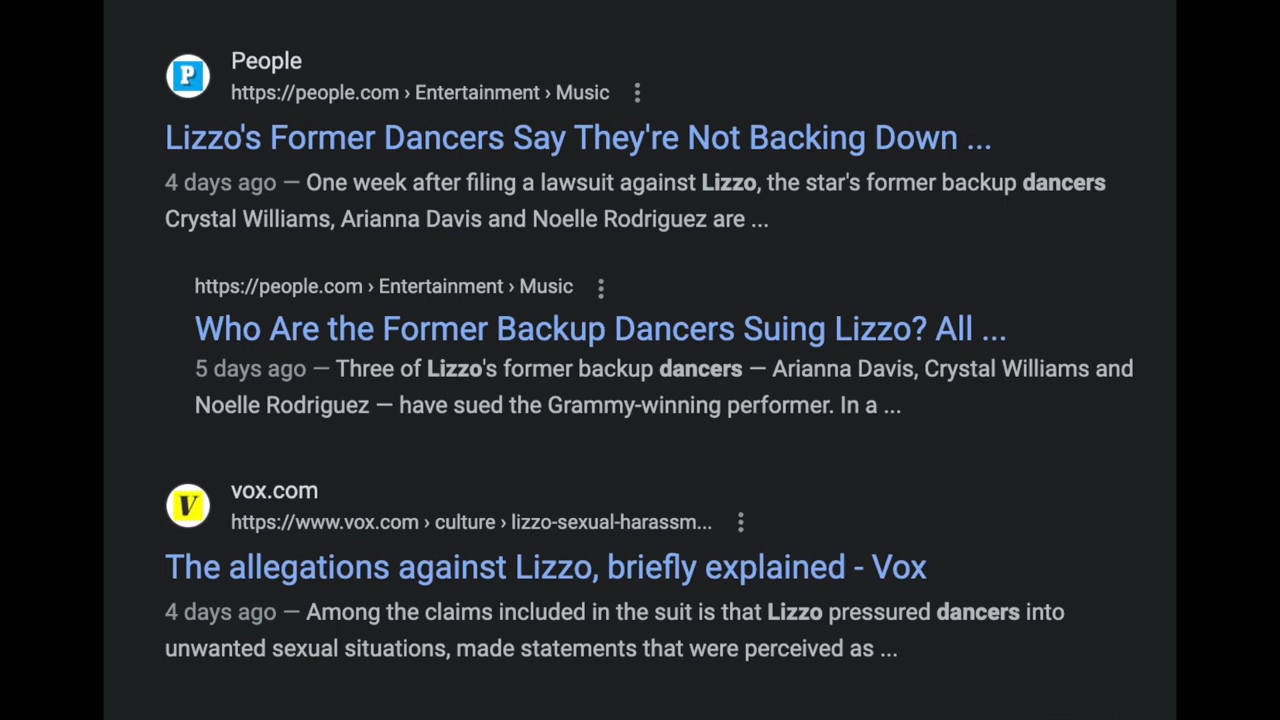 People
https://people.com › Entertainment › Music
Lizzo's Former Dancers Say They're Not Backing Down ...
4 days ago — One week after filing a lawsuit against Lizzo, the star's former backup dancers
Crystal Williams, Arianna Davis and Noelle Rodriguez are ...
https://people.com › Entertainment › Music
Who Are the Former Backup Dancers Suing Lizzo? All ...
5 days ago — Three of Lizzo's former backup dancers — Arianna Davis, Crystal Williams and
Noelle Rodriguez — have sued the Grammy-winning performer. In a ...
vox.com
https://www.vox.com › culture › lizzo-sexual-harassm...
The allegations against Lizzo, briefly explained - Vox
4 days ago — Among the claims included in the suit is that Lizzo pressured dancers into
unwanted sexual situations, made statements that were perceived as ...